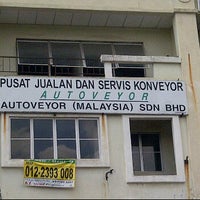 PUSAT JUALAN DAN SERVIS KONVEYOR
AUTOVEYOR
AUTOVEYOR (MALAYSIA) SDN BHD
012-2393 008